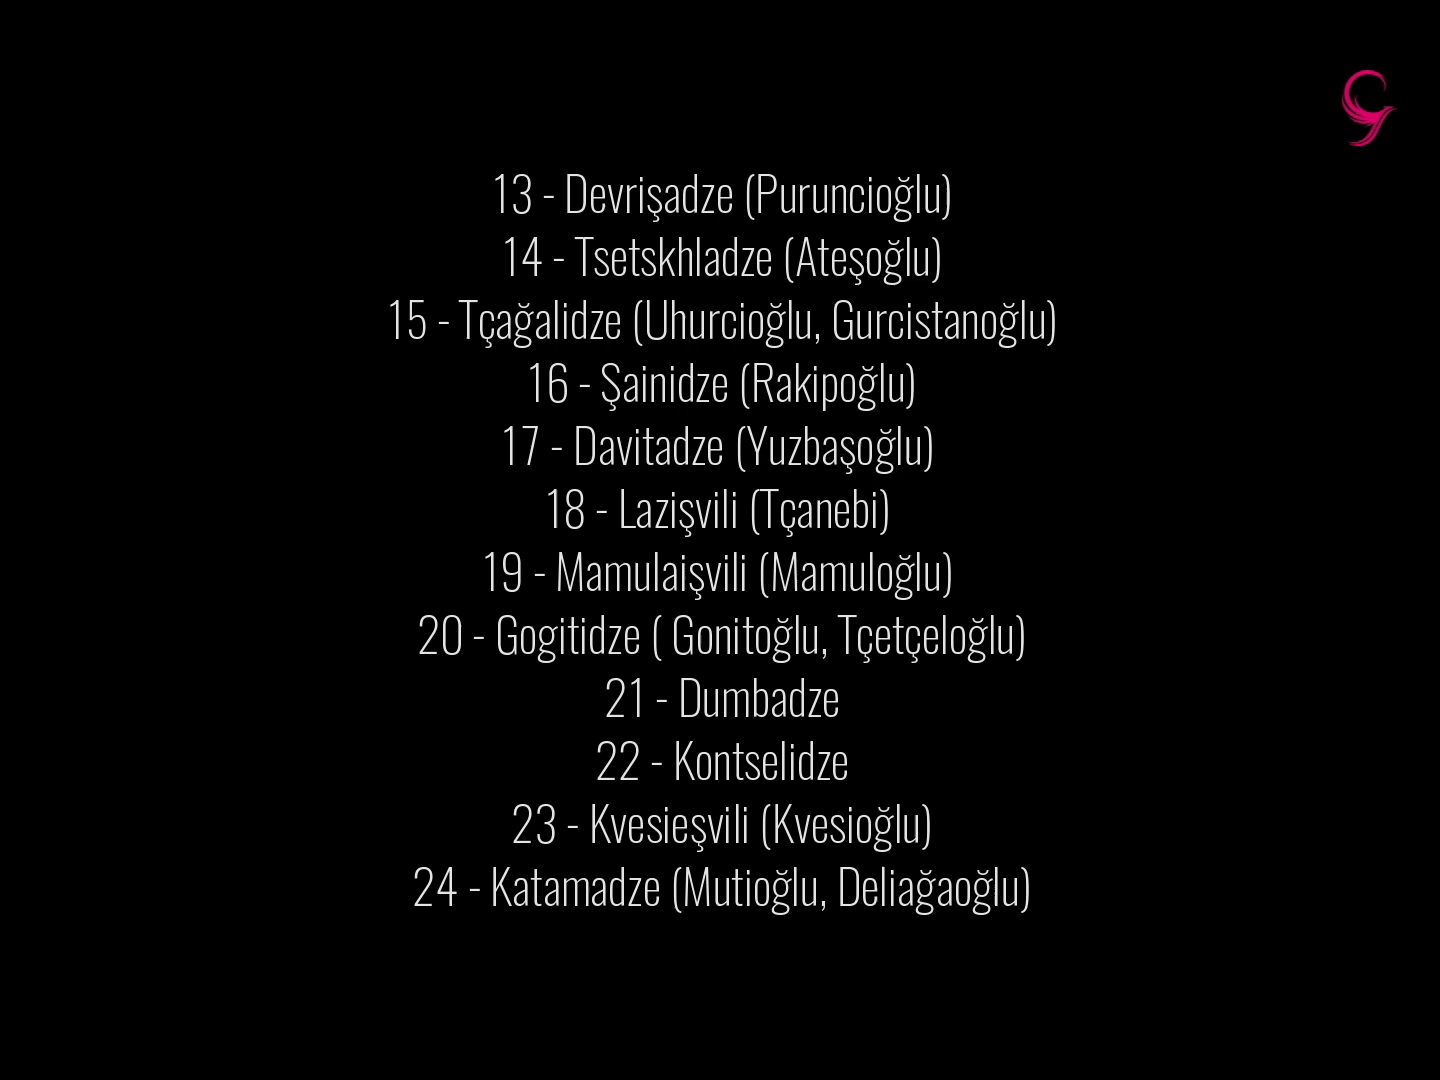 13 - Devrişadze (Puruncioğlu)
14 - Tsetskhladze (Ateşoğlu)
15 - Tçağalidze (Uhurcioğlu, Gurcistanoğlu)
16 - Şainidze (Rakipoğlu)
17 - Davitadze (Yuzbaşoğlu)
18 - Lazişvili (Tçanebi)
19 - Mamulaişvili (Mamuloğlu)
20 - Gogitidze ( Gonitoğlu, Tçetçeloğlu)
21 - Dumbadze
22 - Kontselidze
23 - Kvesieşvili (Kvesioğlu)
24 - Katamadze (Mutioğlu, Deliağaoğlu)